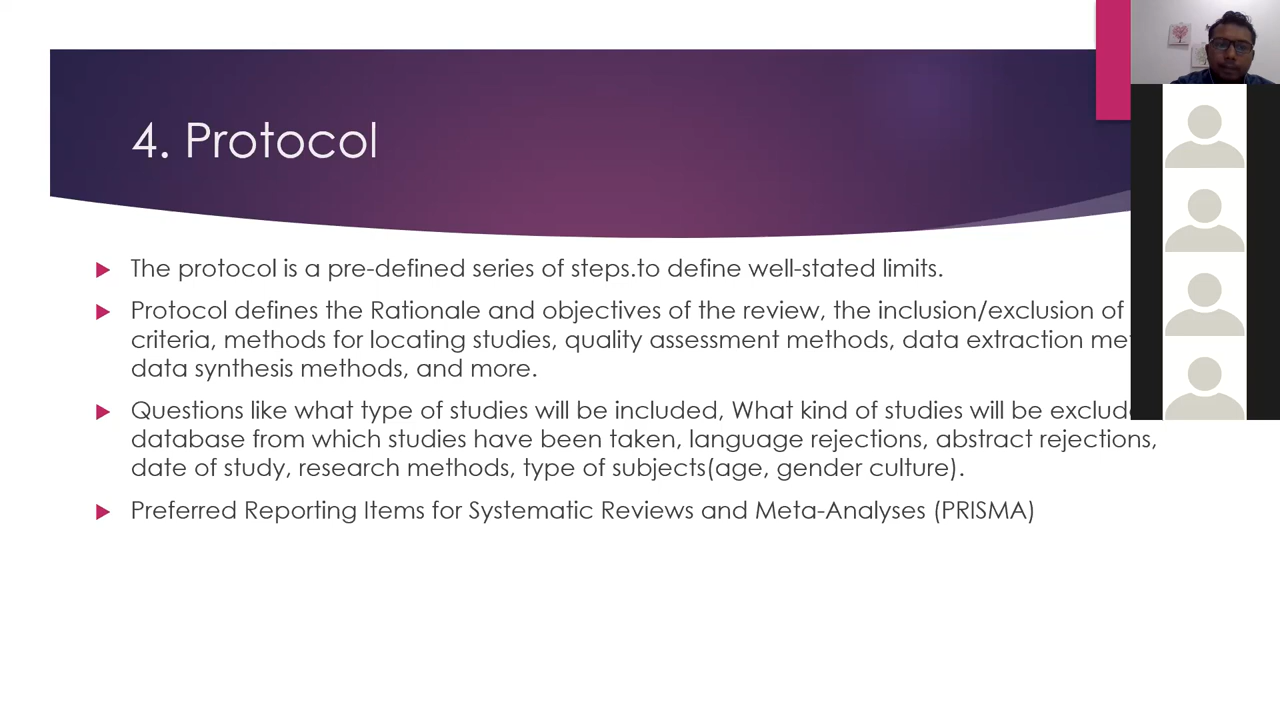 4. Protocol
The protocol is a pre-defined series of steps.to define well-stated limits.
Protocol defines the Rationale and objectives of the review, the inclusion/exclusion of
criteria, methods for locating studies, quality assessment methods, data extraction
data synthesis methods, and more.
Questions like what type of studies will be included, What kind of studies will be
database from which studies have been taken, language rejections, abstract rejections,
date of study, research methods, type of subjects(age, gender culture).
Preferred Reporting Items for Systematic Reviews and Meta-Analyses (PRISMA)